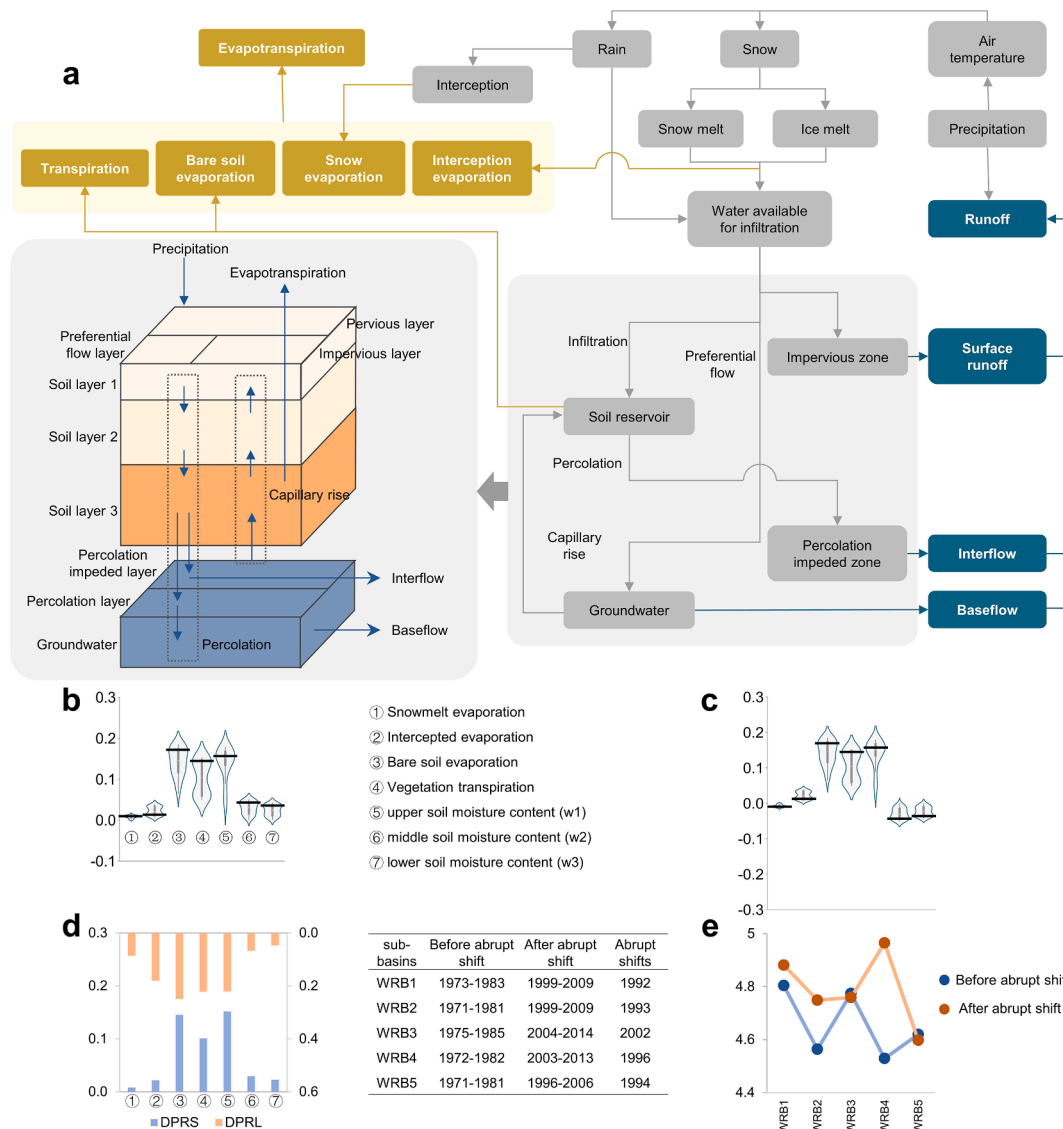 a
Evapotranspiration
Rain
Snow
Air
temperature
Interception
Snow melt
Ice melt
Precipitation
Transpiration
Bare soil
evaporation
Snow
evaporation
Interception
evaporation
Water available
for infiltration
Runoff
Precipitation
Evapotranspiration
Preferential
flow layer
Pervious layer
Impervious layer
Soil layer 1
Soil layer 2
Soil layer 3
Capillary rise
Percolation
impeded layer
Percolation layer
Groundwater
Percolation
Interflow
Baseflow
Infiltration
Preferential
flow
Impervious zone
Surface
runoff
Soil reservoir
Percolation
Capillary
rise
Percolation
impeded zone
Interflow
Groundwater
Baseflow
b
0.3
0.2
0.1
0.0
-0.1
① ② ③ ④ ⑤ ⑥ ⑦
① Snowmelt evaporation
② Intercepted evaporation
③ Bare soil evaporation
④ Vegetation transpiration
⑤ upper soil moisture content (w1)
⑥ middle soil moisture content (w2)
⑦ lower soil moisture content (w3)
c
0.3
0.2
0.1
0.0
-0.1
-0.2
-0.3
d
0.3
0.2
0.1
0.0
0.0
0.2
0.4
0.6
① ② ③ ④ ⑤ ⑥ ⑦
DPRS DPRL
sub-
basins
Before abrupt
shift
After abrupt
shift
Abrupt
shifts
WRB1 1973-1983 1999-2009 1992
WRB2 1971-1981 1999-2009 1993
WRB3 1975-1985 2004-2014 2002
WRB4 1972-1982 2003-2013 1996
WRB5 1971-1981 1996-2006 1994
e
5
4.8
4.6
4.4
WRB1
WRB2
WRB3
WRB4
WRB5
Before abrupt shif
After abrupt shift